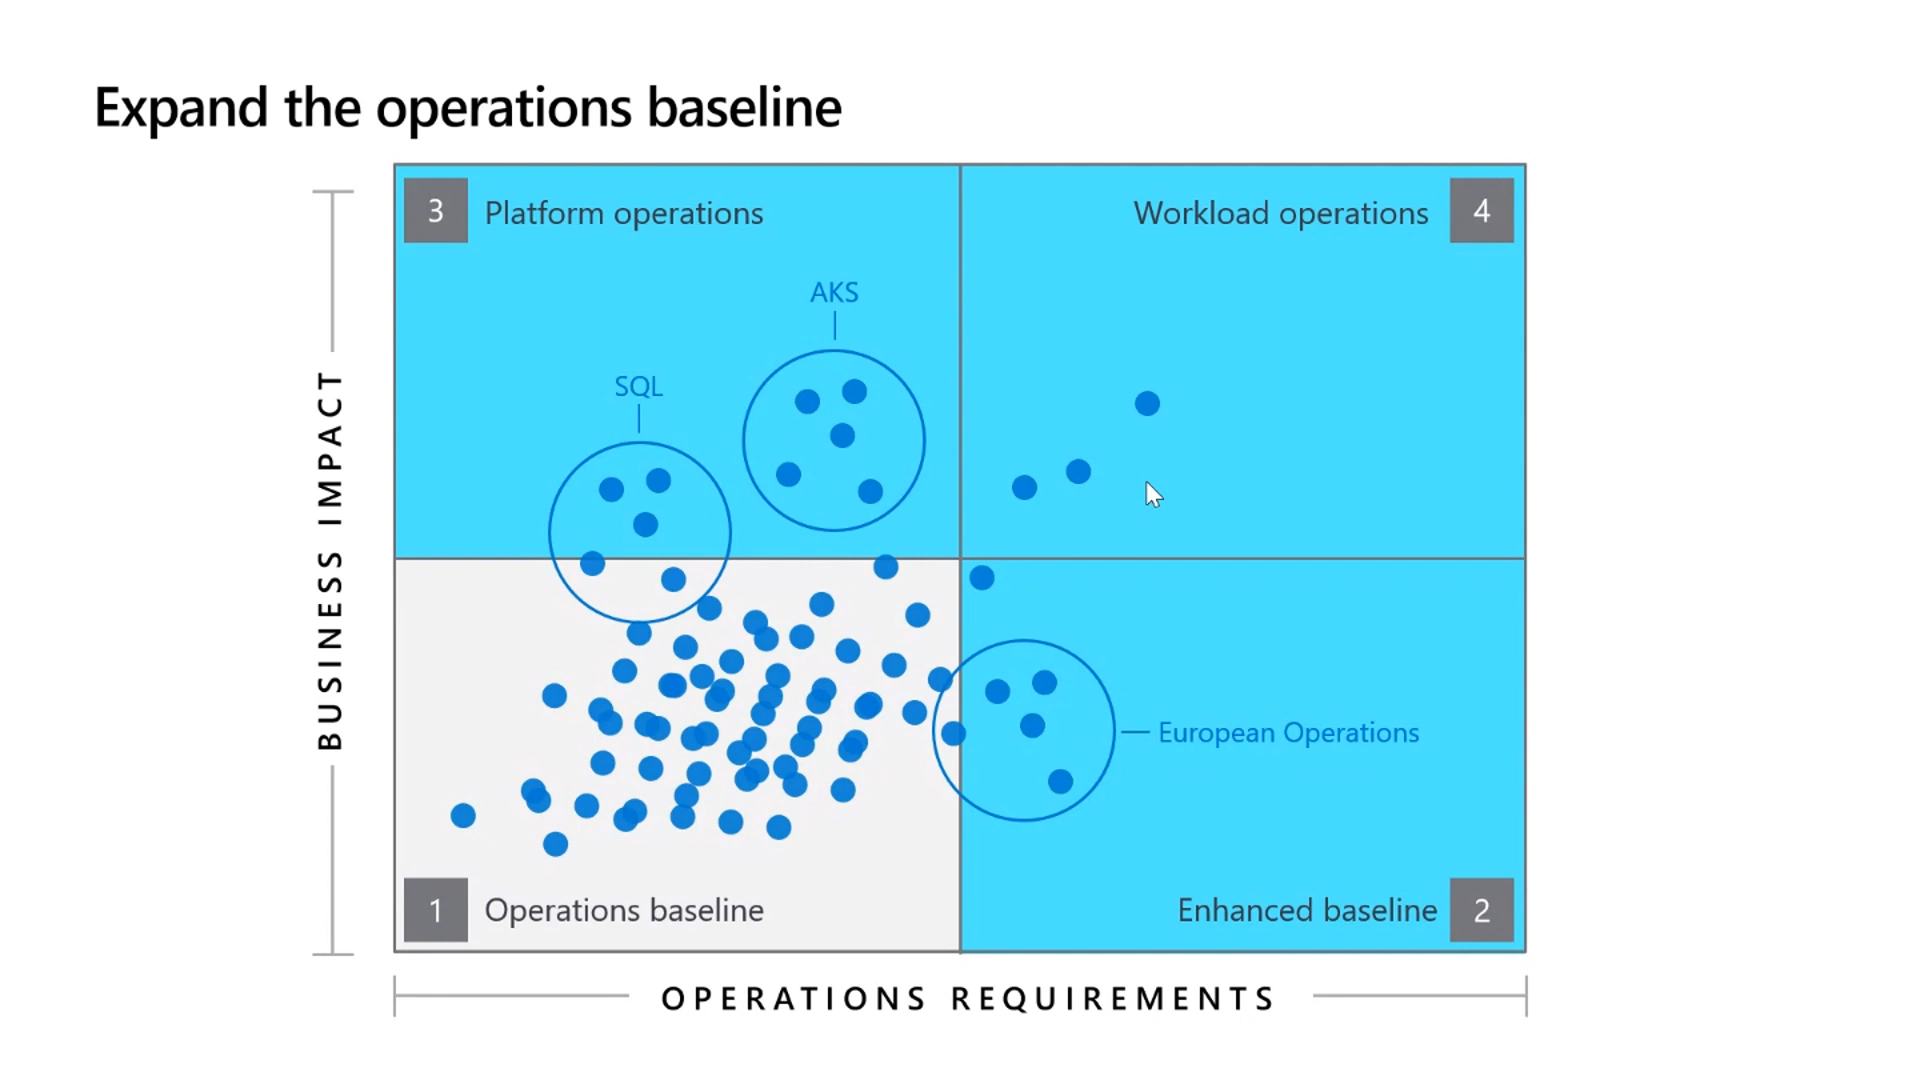 Expand the operations baseline
3 Platform operations
Workload operations 4
AKS
SQL
BUSINESS IMPACT
European Operations
1 Operations baseline
Enhanced baseline 2
OPERATIONS REQUIREMENTS